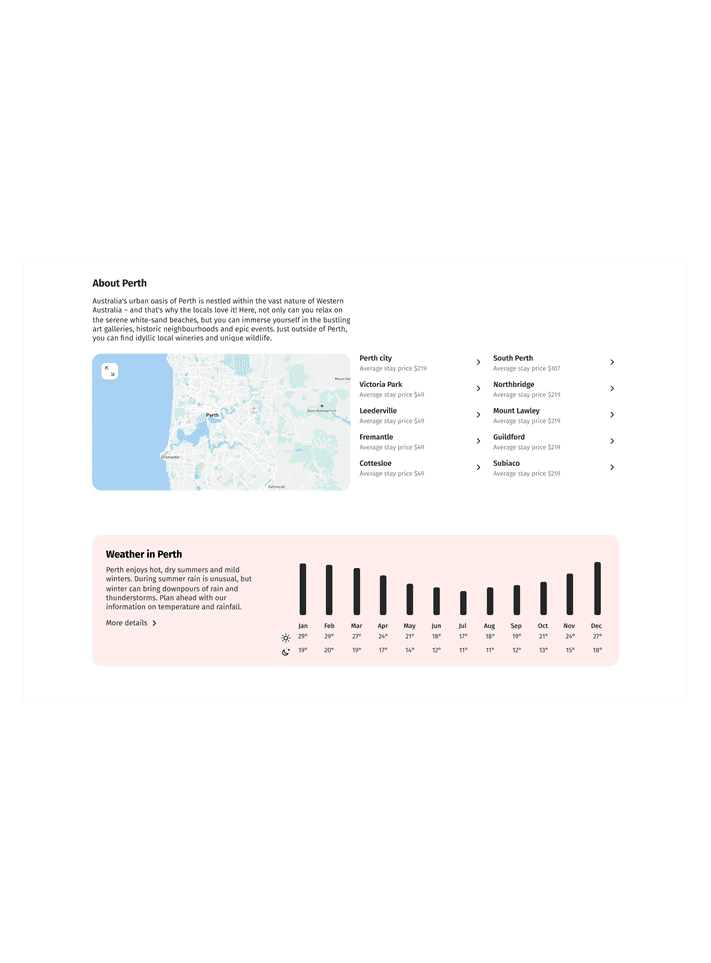 About Perth
Australia's urban oasis of Perth is nestled within the vast nature of Western
Australia – and that's why the locals love it! Here, not only can you relax on
the serene white-sand beaches, but you can immerse yourself in the bustling
art galleries, historic neighbourhoods and epic events. Just outside of Perth,
you can find idyllic local wineries and unique wildlife.
Perth
Fremantle
Perth city
Average stay price $219
South Perth
Average stay price $107
Victoria Park
Average stay price $49
Northbridge
Average stay price $219
Leederville
Average stay price $49
Mount Lawley
Average stay price $219
Fremantle
Average stay price $49
Guildford
Average stay price $219
Cottesloe
Average stay price $49
Subiaco
Average stay price $219
Weather in Perth
Perth enjoys hot, dry summers and mild
winters. During summer rain is unusual, but
winter can bring downpours of rain and
thunderstorms. Plan ahead with our
information on temperature and rainfall.
More details
Jan Feb Mar Apr May Jun Jul Aug Sep Oct Nov Dec
29° 29° 27° 24° 21° 18° 17° 18° 19° 21° 24° 27°
19° 20° 19° 17° 14° 12° 11° 11° 12° 13° 15° 18°